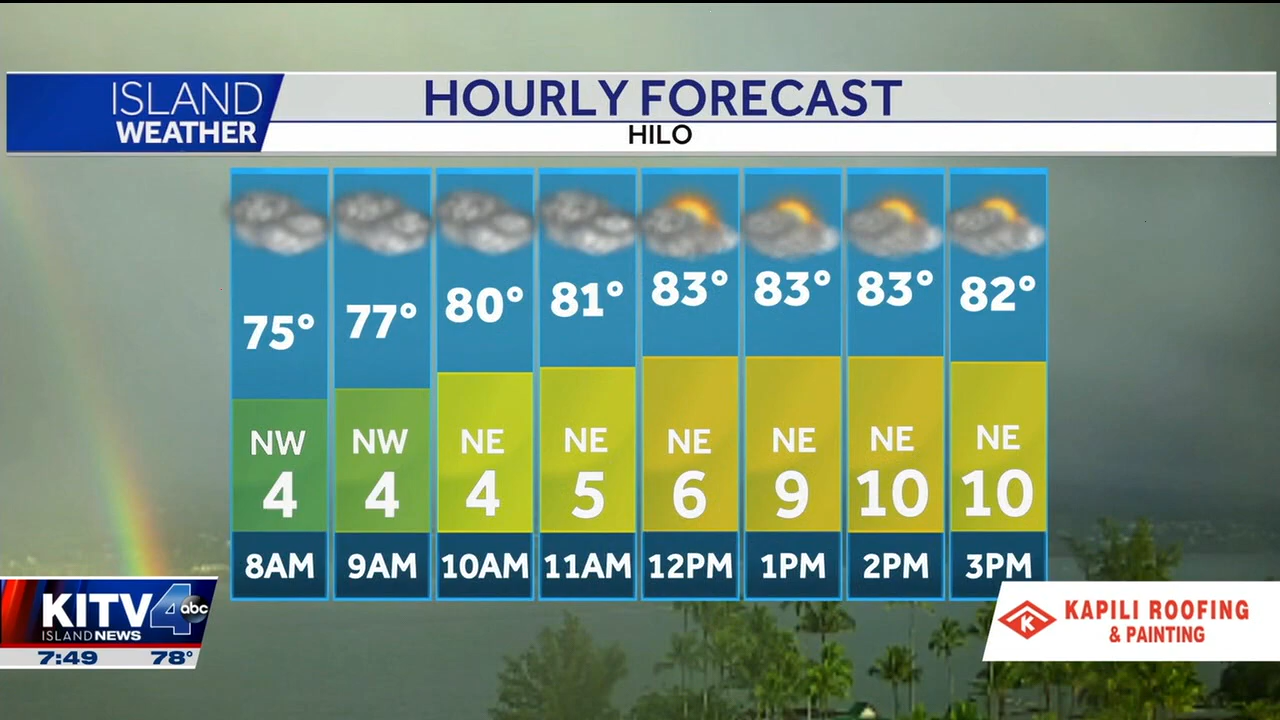 ISLAND
WEATHER
HOURLY FORECAST
HILO
75° 77° 80° 81° 83° 83° 83° 82°
NW NW NE NE NE NE NE NE
4 4 4 5 6 9 10 10
8AM 9AM 10AM 11AM 12PM 1PM 2PM 3PM
KITV4 abc
ISLAND NEWS
7:49 78°
K KAPILI ROOFING
& PAINTING